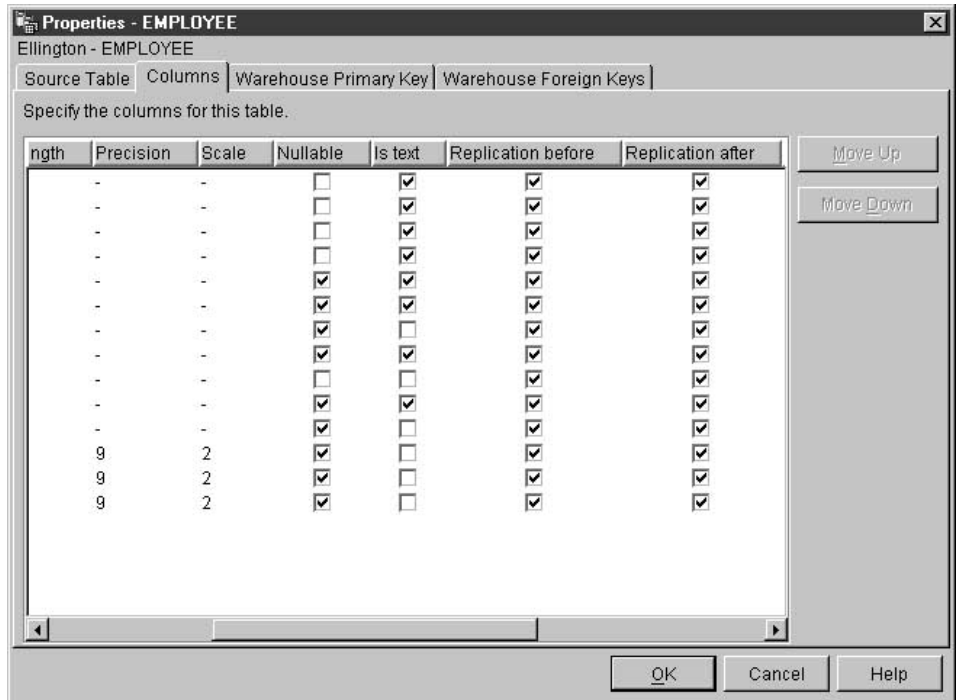 Properties - EMPLOYEE
Ellington - EMPLOYEE
Source Table Columns Warehouse Primary Key Warehouse Foreign Keys
Specify the columns for this table.
ngth Precision Scale Nullable Is text Replication before Replication after
- -
- -
- -
- -
- -
- -
- -
- -
- -
- -
- -
9 2
9 2
9 2
Move Up
Move Down
OK Cancel Help